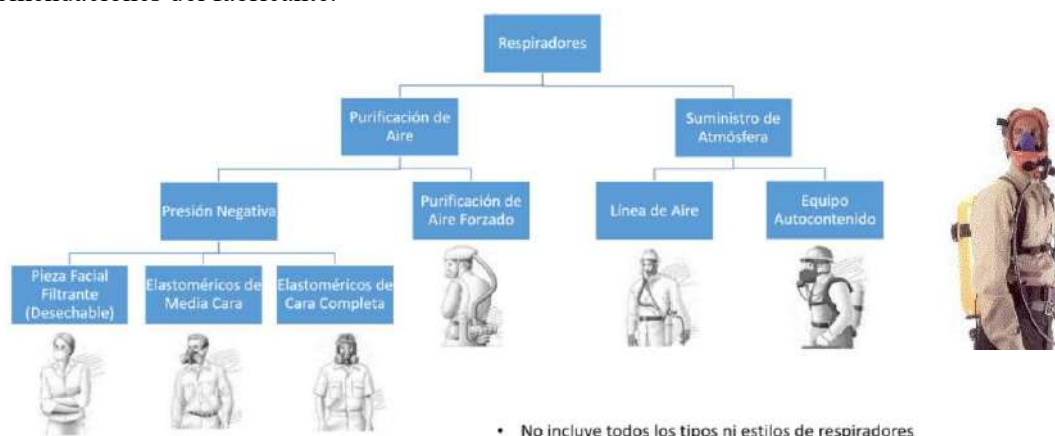 Respiradores
Purificación de
Aire
Suministro de
Atmósfera
Presión Negativa
Purificación de
Aire Forzado
Línea de Aire
Equipo
Autocontenido
Pieza Facial
Filtrante
(Desechable)
Elastoméricos de
Media Cara
Elastoméricos de
Cara Completa
• No incluye todos los tipos ni estilos de respiradores